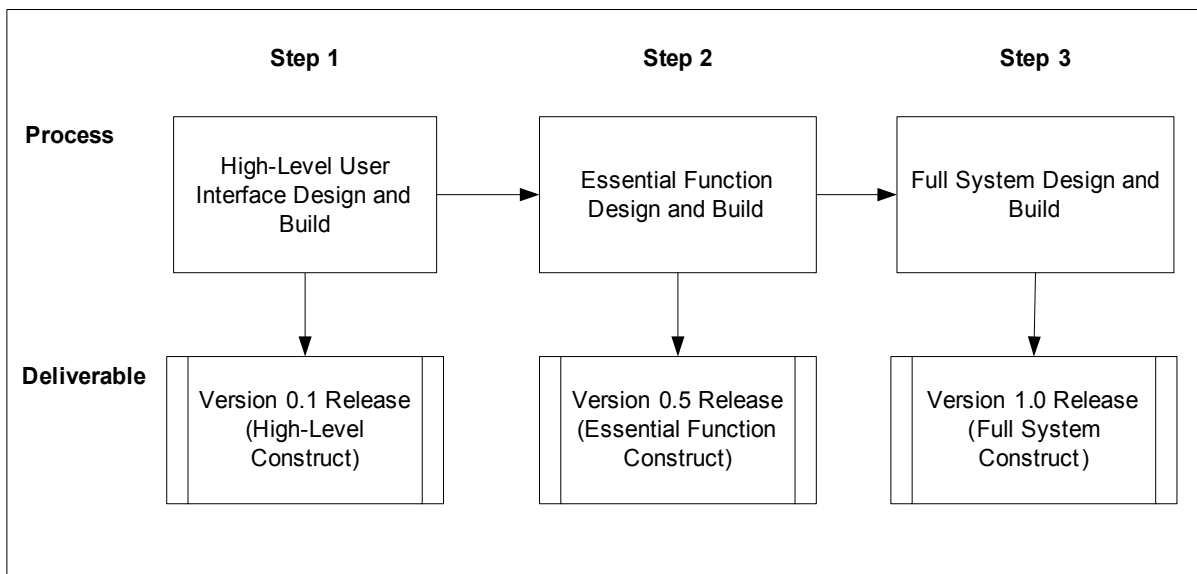 Step 1
Step 2
Step 3
Process
High-Level User
Interface Design and
Build
Essential Function
Design and Build
Full System Design and
Build
Deliverable
Version 0.1 Release
(High-Level
Construct)
Version 0.5 Release
(Essential Function
Construct)
Version 1.0 Release
(Full System
Construct)